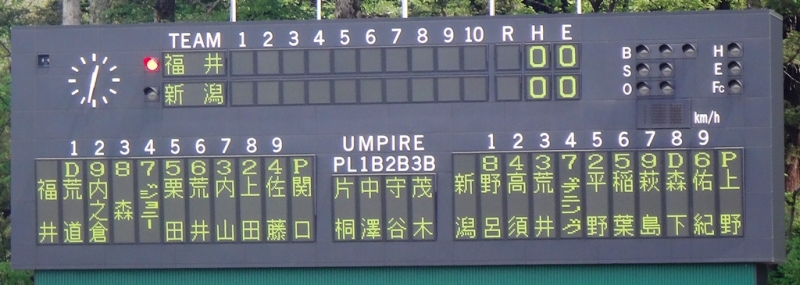 TEAM 1 2 3 4 5 6 7 8 9 10 R H E
福井 0 0
新潟 0 0
B H
S E
O Fc
km/h
1 2 3 4 5 6 7 8 9
福井
D荒道
9内之倉
8森
7ジョニー
5栗田
6荒井
3内山
2上田
4佐藤
P関口
UMPIRE
PL 1B 2B 3B
片桐
中澤
守谷
茂木
1 2 3 4 5 6 7 8 9
新潟
8野呂
4高須
3荒井
7デニング
2平野
5稲葉
9萩島
D森下
6佑紀
P上野